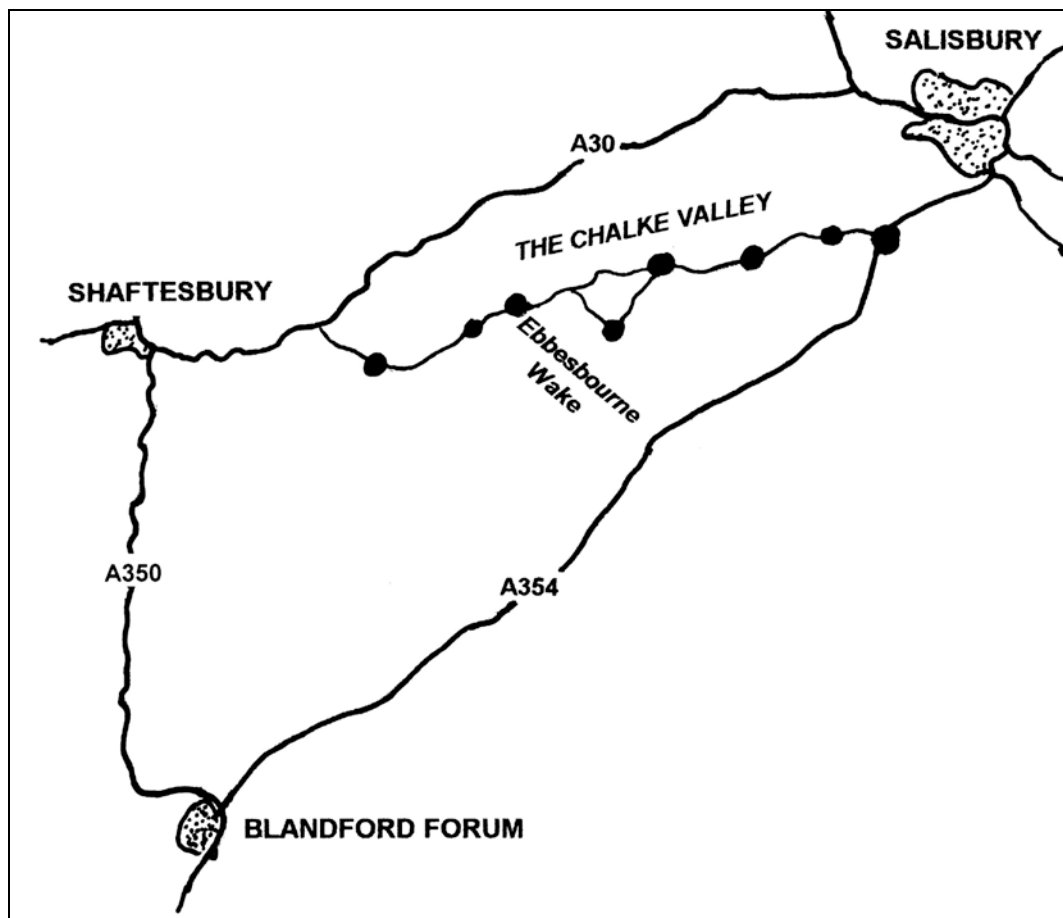 SALISBURY
A30
THE CHALKE VALLEY
SHAFTESBURY
Ebbesbourne
Wake
A350
A354
BLANDFORD FORUM